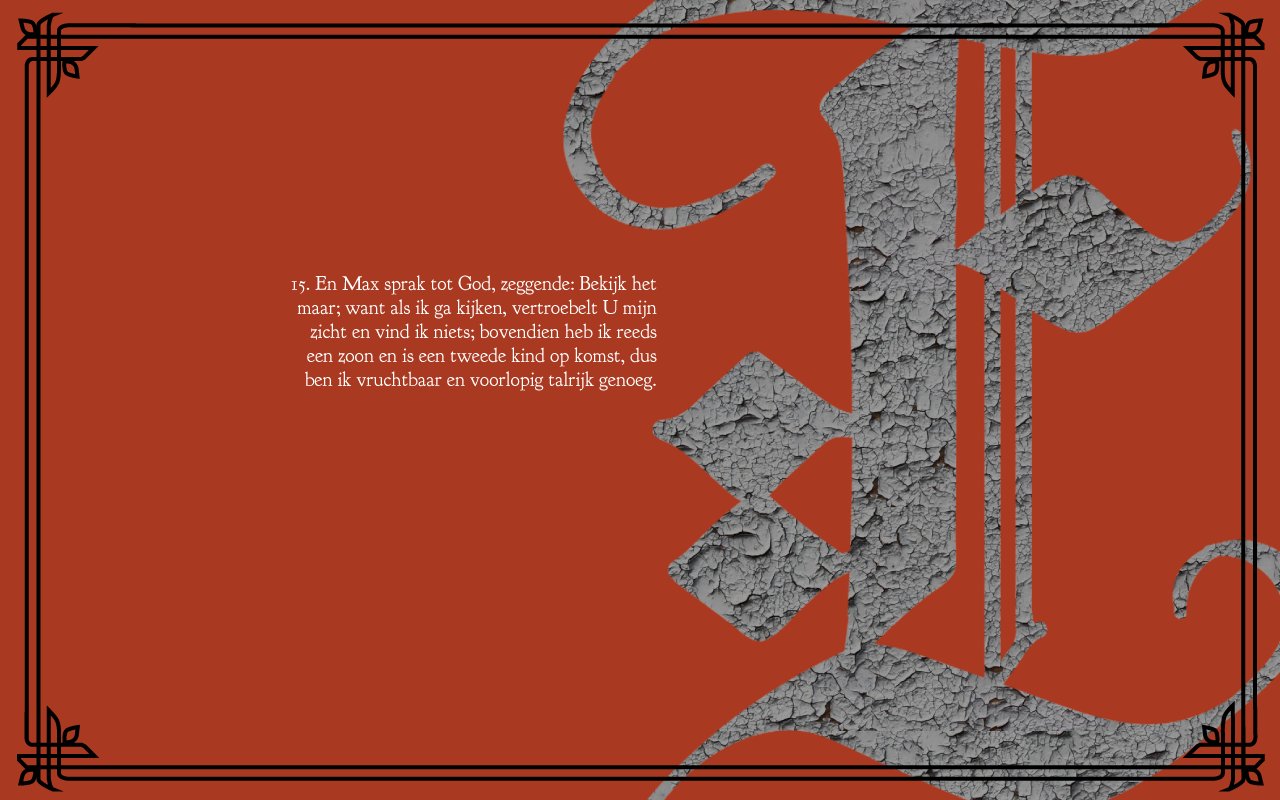 15. En Max sprak tot God, zeggende: Bekijk het
maar; want als ik ga kijken, vertroebelt U mijn
zicht en vind ik niets; bovendien heb ik reeds
een zoon en is een tweede kind op komst, dus
ben ik vruchtbaar en voorlopig talrijk genoeg.